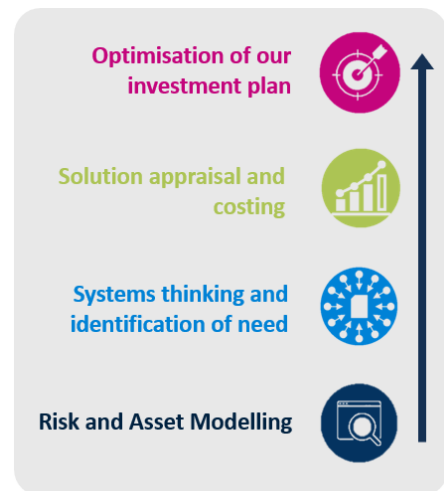 Optimisation of our
investment plan
Solution appraisal and
costing
Systems thinking and
identification of need
Risk and Asset Modelling